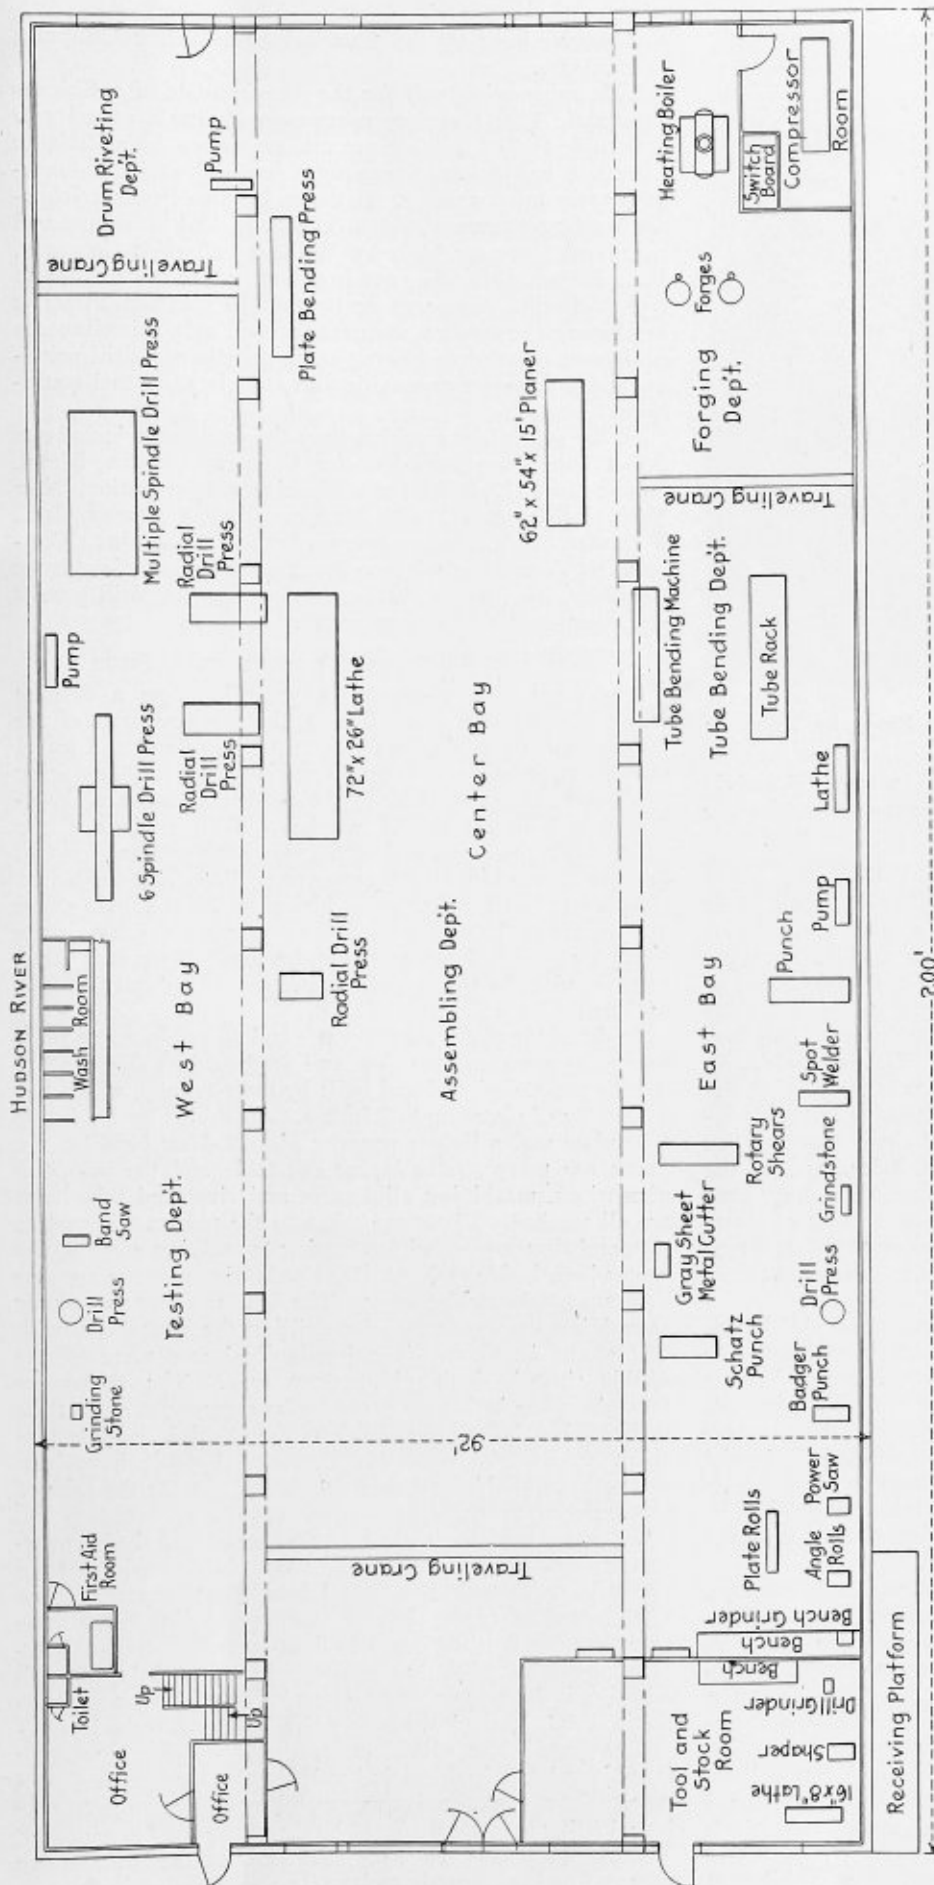 HUDSON RIVER
Office
Office
Toilet
Up
Up
First Aid
Room
Grinding
Stone
Drill
Press
Band
Saw
Testing Dep't.
Wash Room
West Bay
6 Spindle Drill Press
Pump
Radial
Drill
Press
Radial
Drill
Press
Multiple Spindle Drill Press
Traveling Crane
Drum Riveting
Dep't.
Pump
Traveling Crane
92'
Assembling Dep't.
Center Bay
Radial Drill
Press
72" x 26" Lathe
62" x 54" x 15' Planer
Plate Bending Press
Tool and
Stock
Room
16" x 8' Lathe
Shaper
Drill Grinder
Bench
Bench
Bench Grinder
Plate Rolls
Angle
Rolls
Power
Saw
Badger
Punch
Schatz
Punch
Drill
Press
Gray Sheet
Metal Cutter
Grindstone
Rotary
Shears
Spot
Welder
East Bay
Punch
Pump
Lathe
Tube Bending Machine
Tube Bending Dep't.
Tube Rack
Traveling Crane
Forging
Dep't.
Forges
Heating Boiler
Switch
Board
Compressor
Room
Receiving Platform
200'